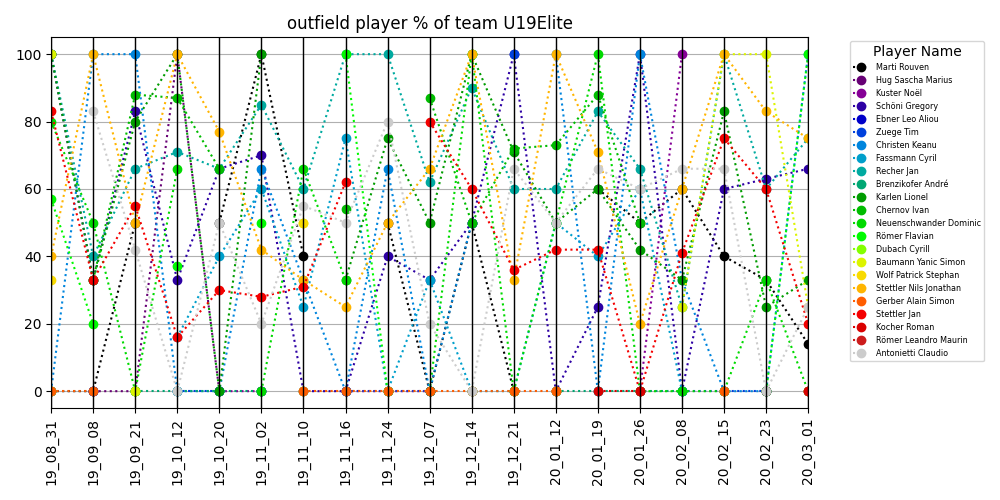 outfield player % of team U19Elite
100
80
60
40
20
0
19_08_31
19_09_08
19_09_21
19_10_12
19_10_20
19_11_02
19_11_10
19_11_16
19_11_24
19_12_07
19_12_14
19_12_21
20_01_12
20_01_19
20_01_26
20_02_08
20_02_15
20_02_23
20_03_01
Player Name
Marti Rouven
Hug Sascha Marius
Kuster Noël
Schöni Gregory
Ebner Leo Aliou
Zuege Tim
Christen Keanu
Fassmann Cyril
Recher Jan
Brenzikofer André
Karlen Lionel
Chernov Ivan
Neuenschwander Dominic
Römer Flavian
Dubach Cyrill
Baumann Yanic Simon
Wolf Patrick Stephan
Stettler Nils Jonathan
Gerber Alain Simon
Stettler Jan
Kocher Roman
Römer Leandro Maurin
Antonietti Claudio